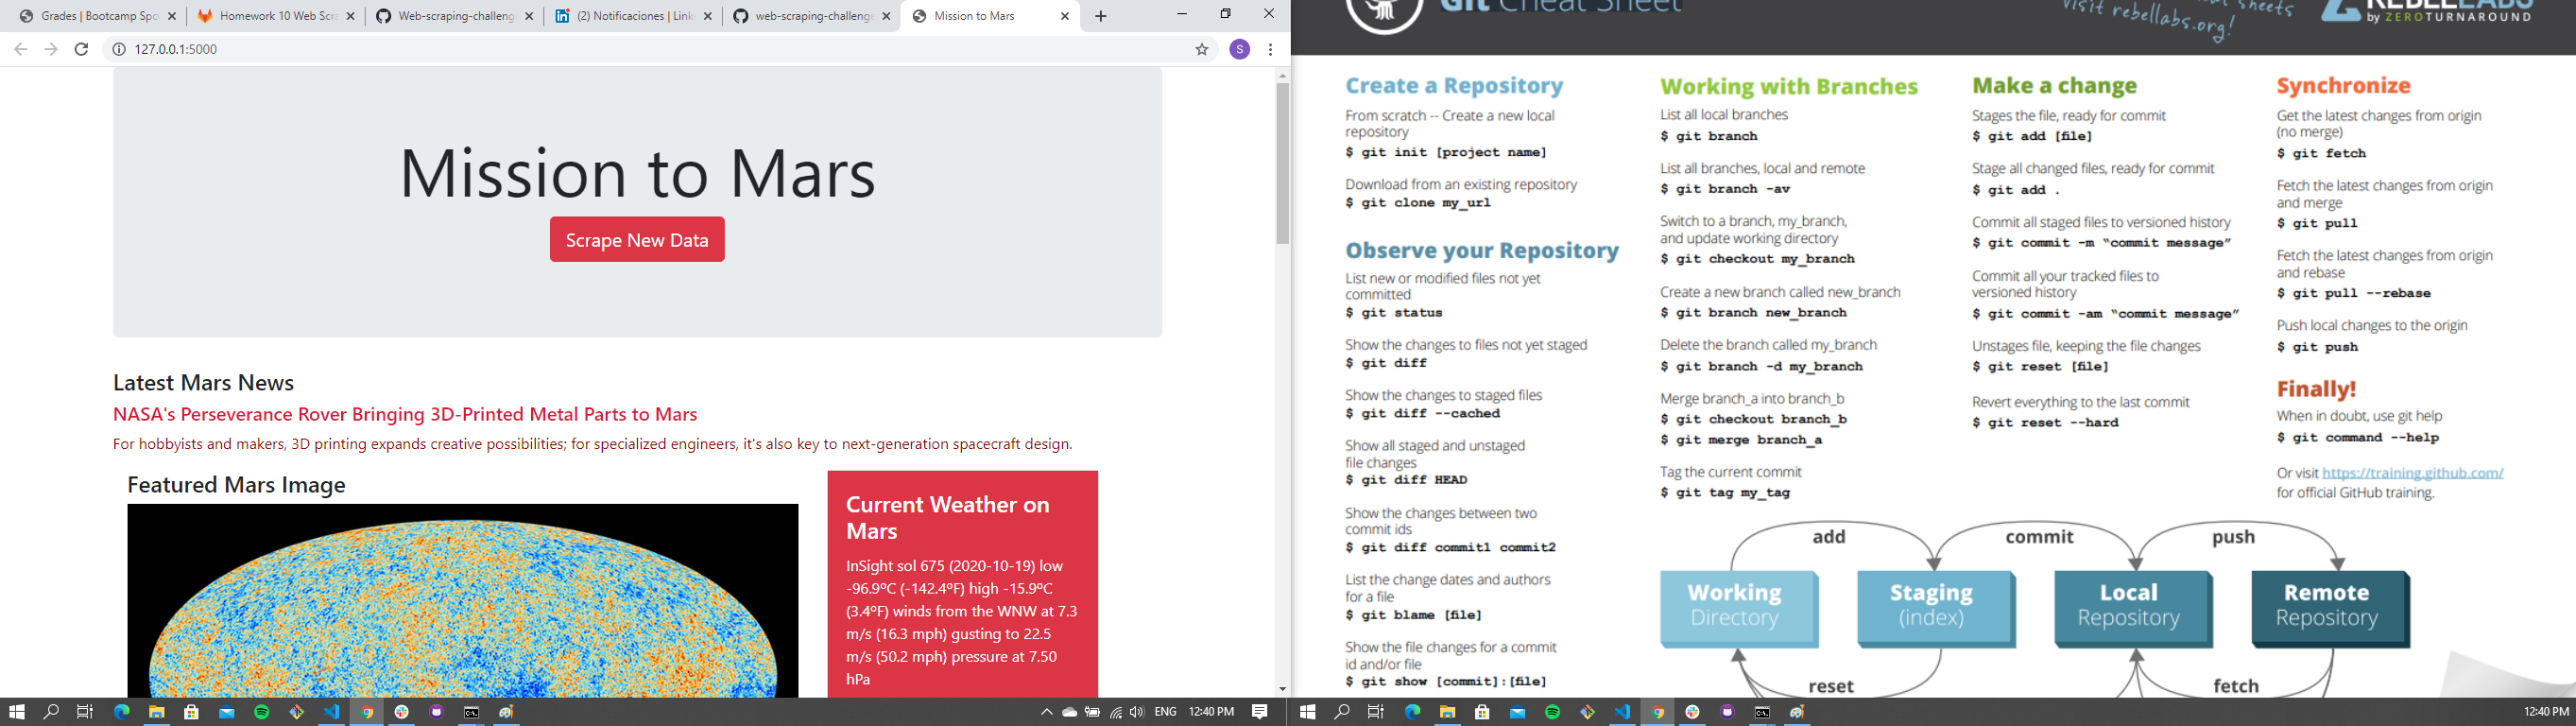 Grades | Bootcamp Spo
Homework 10 Web Scra
Web-scraping-challeng
(2) Notificaciones | Link
web-scraping-challeng
Mission to Mars
127.0.0.1:5000
S
Mission to Mars
Scrape New Data
Latest Mars News
NASA's Perseverance Rover Bringing 3D-Printed Metal Parts to Mars
For hobbyists and makers, 3D printing expands creative possibilities; for specialized engineers, it's also key to next-generation spacecraft design.
Featured Mars Image
Current Weather on
Mars
InSight sol 675 (2020-10-19) low
-96.9ºC (-142.4ºF) high -15.9ºC
(3.4ºF) winds from the WNW at 7.3
m/s (16.3 mph) gusting to 22.5
m/s (50.2 mph) pressure at 7.50
hPa
ENG
12:40 PM
Git Cheat Sheet
sheets
visit rebellabs.org!
REBELLABS
by ZEROTURNAROUND
Create a Repository
From scratch -- Create a new local
repository
$ git init [project name]
Download from an existing repository
$ git clone my_url
Observe your Repository
List new or modified files not yet
committed
$ git status
Show the changes to files not yet staged
$ git diff
Show the changes to staged files
$ git diff --cached
Show all staged and unstaged
file changes
$ git diff HEAD
Show the changes between two
commit ids
$ git diff commit1 commit2
List the change dates and authors
for a file
$ git blame [file]
Show the file changes for a commit
id and/or file
$ git show [commit]:[file]
Working with Branches
List all local branches
$ git branch
List all branches, local and remote
$ git branch -av
Switch to a branch, my_branch,
and update working directory
$ git checkout my_branch
Create a new branch called new_branch
$ git branch new_branch
Delete the branch called my_branch
$ git branch -d my_branch
Merge branch_a into branch_b
$ git checkout branch_b
$ git merge branch_a
Tag the current commit
$ git tag my_tag
Make a change
Stages the file, ready for commit
$ git add [file]
Stage all changed files, ready for commit
$ git add .
Commit all staged files to versioned history
$ git commit -m “commit message”
Commit all your tracked files to
versioned history
$ git commit -am “commit message”
Unstages file, keeping the file changes
$ git reset [file]
Revert everything to the last commit
$ git reset --hard
Synchronize
Get the latest changes from origin
(no merge)
$ git fetch
Fetch the latest changes from origin
and merge
$ git pull
Fetch the latest changes from origin
and rebase
$ git pull --rebase
Push local changes to the origin
$ git push
Finally!
When in doubt, use git help
$ git command --help
Or visit https://training.github.com/
for official GitHub training.
add
commit
push
Working
Directory
Staging
(index)
Local
Repository
Remote
Repository
reset
fetch
12:40 PM